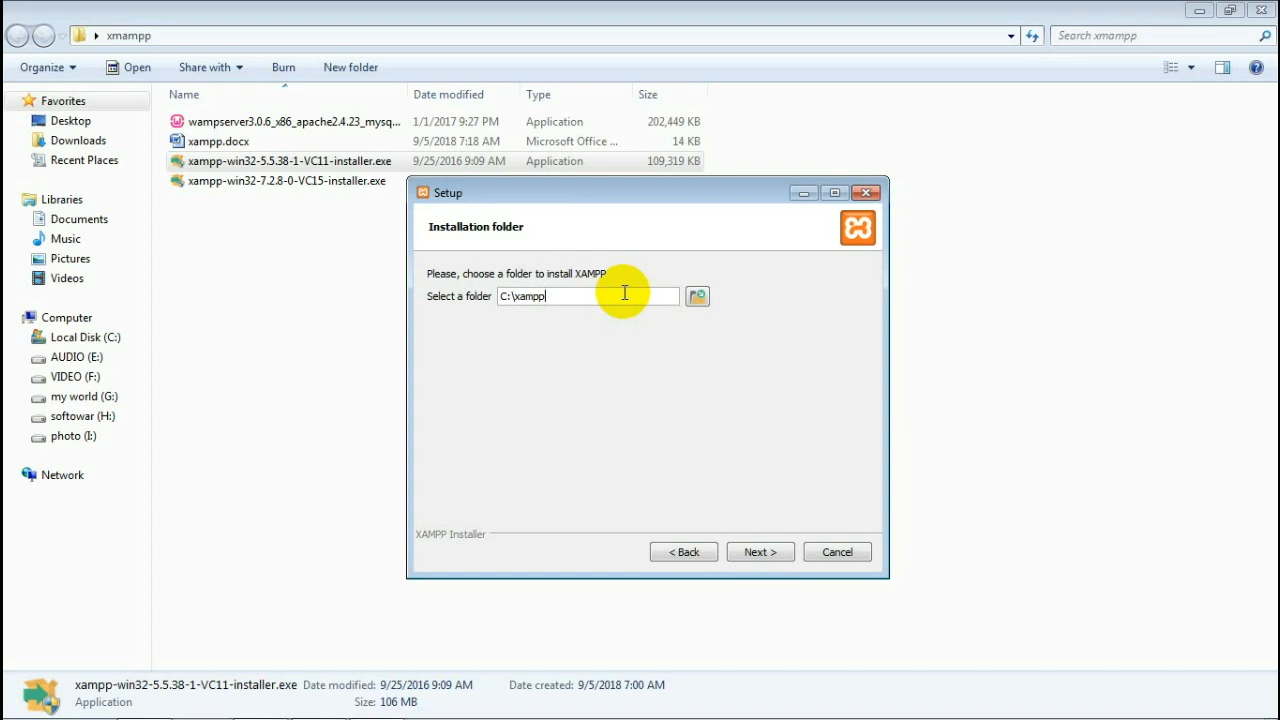 xmampp
Search xmampp
Organize
Open
Share with
Burn
New folder
Favorites
Desktop
Downloads
Recent Places
Libraries
Documents
Music
Pictures
Videos
Computer
Local Disk (C:)
AUDIO (E:)
VIDEO (F:)
my world (G:)
softowar (H:)
photo (I:)
Network
Name Date modified Type Size
wampserver3.0.6_x86_apache2.4.23_mysq... 1/1/2017 9:27 PM Application 202,449 KB
xampp.docx 9/5/2018 7:18 AM Microsoft Office ... 14 KB
xampp-win32-5.5.38-1-VC11-installer.exe 9/25/2016 9:09 AM Application 109,319 KB
xampp-win32-7.2.8-0-VC15-installer.exe
Setup
Installation folder
Please, choose a folder to install XAMPP
Select a folder C:\xampp
XAMPP Installer
< Back Next > Cancel
xampp-win32-5.5.38-1-VC11-installer.exe Date modified: 9/25/2016 9:09 AM Date created: 9/5/2018 7:00 AM
Application Size: 106 MB